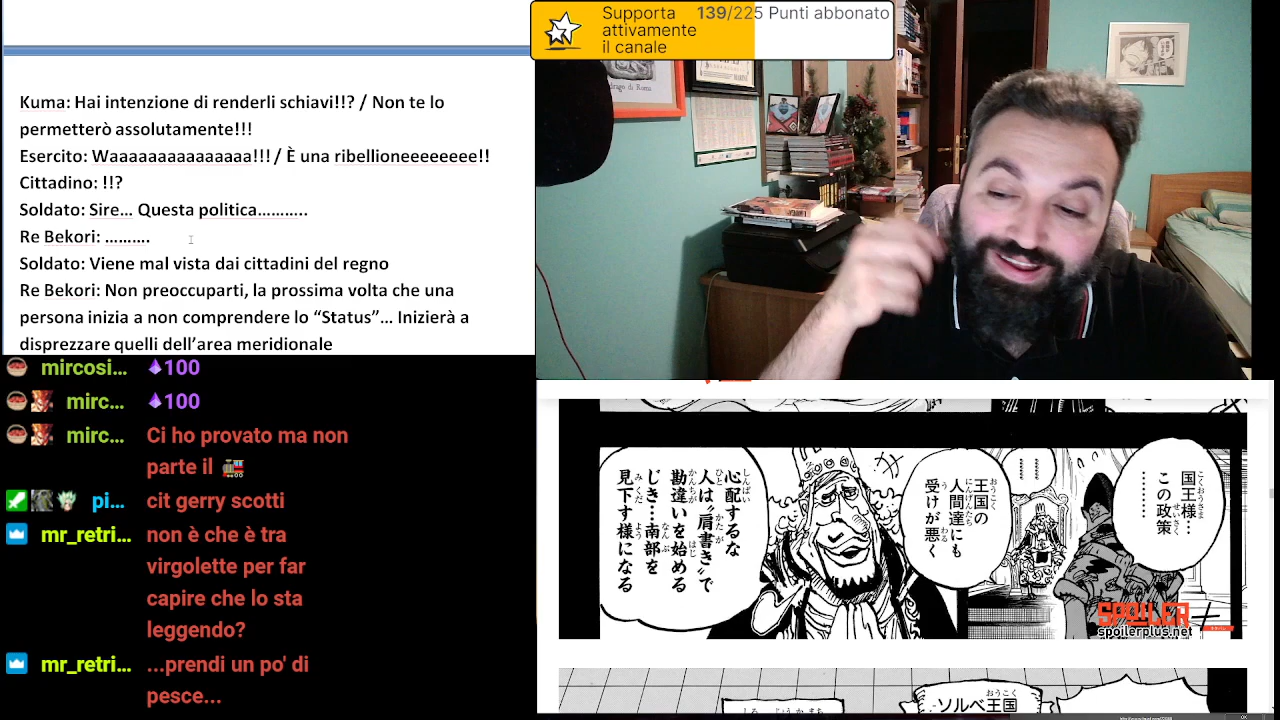 Kuma: Hai intenzione di renderli schiavi!!? / Non te lo
permetterò assolutamente!!!
Esercito: Waaaaaaaaaaaaaaa!!! / È una ribellioneeeeeeee!!
Cittadino: !!?
Soldato: Sire... Questa politica...........
Re Bekori: ..........
Soldato: Viene mal vista dai cittadini del regno
Re Bekori: Non preoccuparti, la prossima volta che una
persona inizia a non comprendere lo “Status”... Inizierà a
disprezzare quelli dell’area meridionale
mircosi... 100
mirc... 100
mirc... Ci ho provato ma non
parte il
pi... cit gerry scotti
mr_retri... non è che è tra
virgolette per far
capire che lo sta
leggendo?
mr_retri... ...prendi un po' di
pesce...
Supporta
attivamente
il canale
139/225 Punti abbonato
国王様…
この政策
………
王国の
人間達にも
受けが悪く
心配するな
人は〝肩書き〟で
勘違いを始める
じき…南部を
見下す様になる
SPOILER+
spoilerplus.net
ソルベ王国